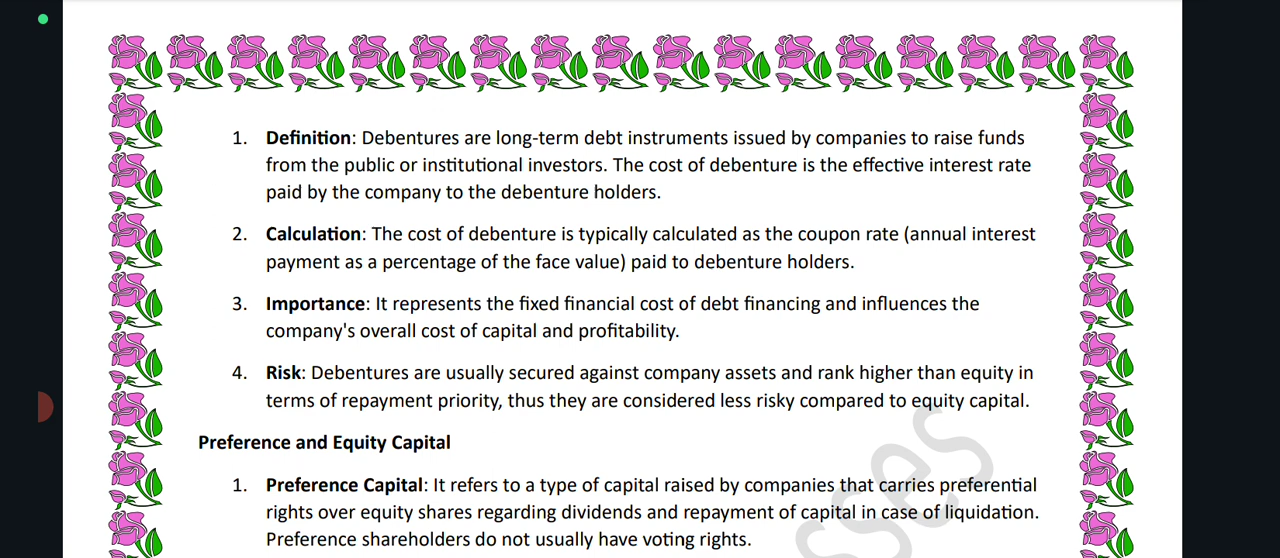 1. Definition: Debentures are long-term debt instruments issued by companies to raise funds
from the public or institutional investors. The cost of debenture is the effective interest rate
paid by the company to the debenture holders.
2. Calculation: The cost of debenture is typically calculated as the coupon rate (annual interest
payment as a percentage of the face value) paid to debenture holders.
3. Importance: It represents the fixed financial cost of debt financing and influences the
company's overall cost of capital and profitability.
4. Risk: Debentures are usually secured against company assets and rank higher than equity in
terms of repayment priority, thus they are considered less risky compared to equity capital.
Preference and Equity Capital
1. Preference Capital: It refers to a type of capital raised by companies that carries preferential
rights over equity shares regarding dividends and repayment of capital in case of liquidation.
Preference shareholders do not usually have voting rights.